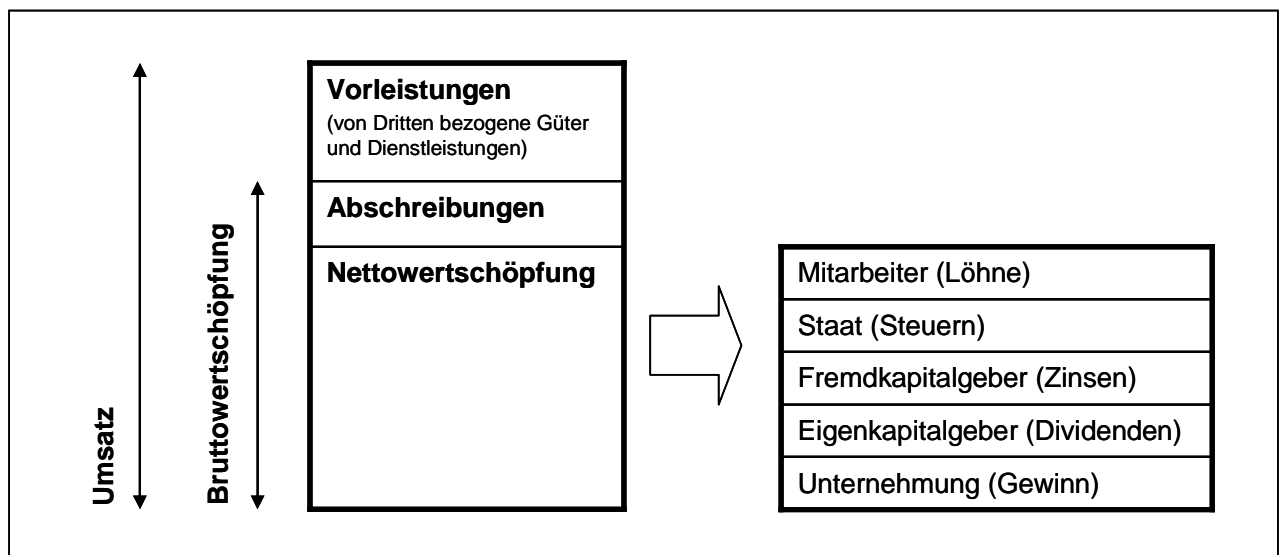 Umsatz
Bruttowertschöpfung
Vorleistungen
(von Dritten bezogene Güter
und Dienstleistungen)
Abschreibungen
Nettowertschöpfung
Mitarbeiter (Löhne)
Staat (Steuern)
Fremdkapitalgeber (Zinsen)
Eigenkapitalgeber (Dividenden)
Unternehmung (Gewinn)